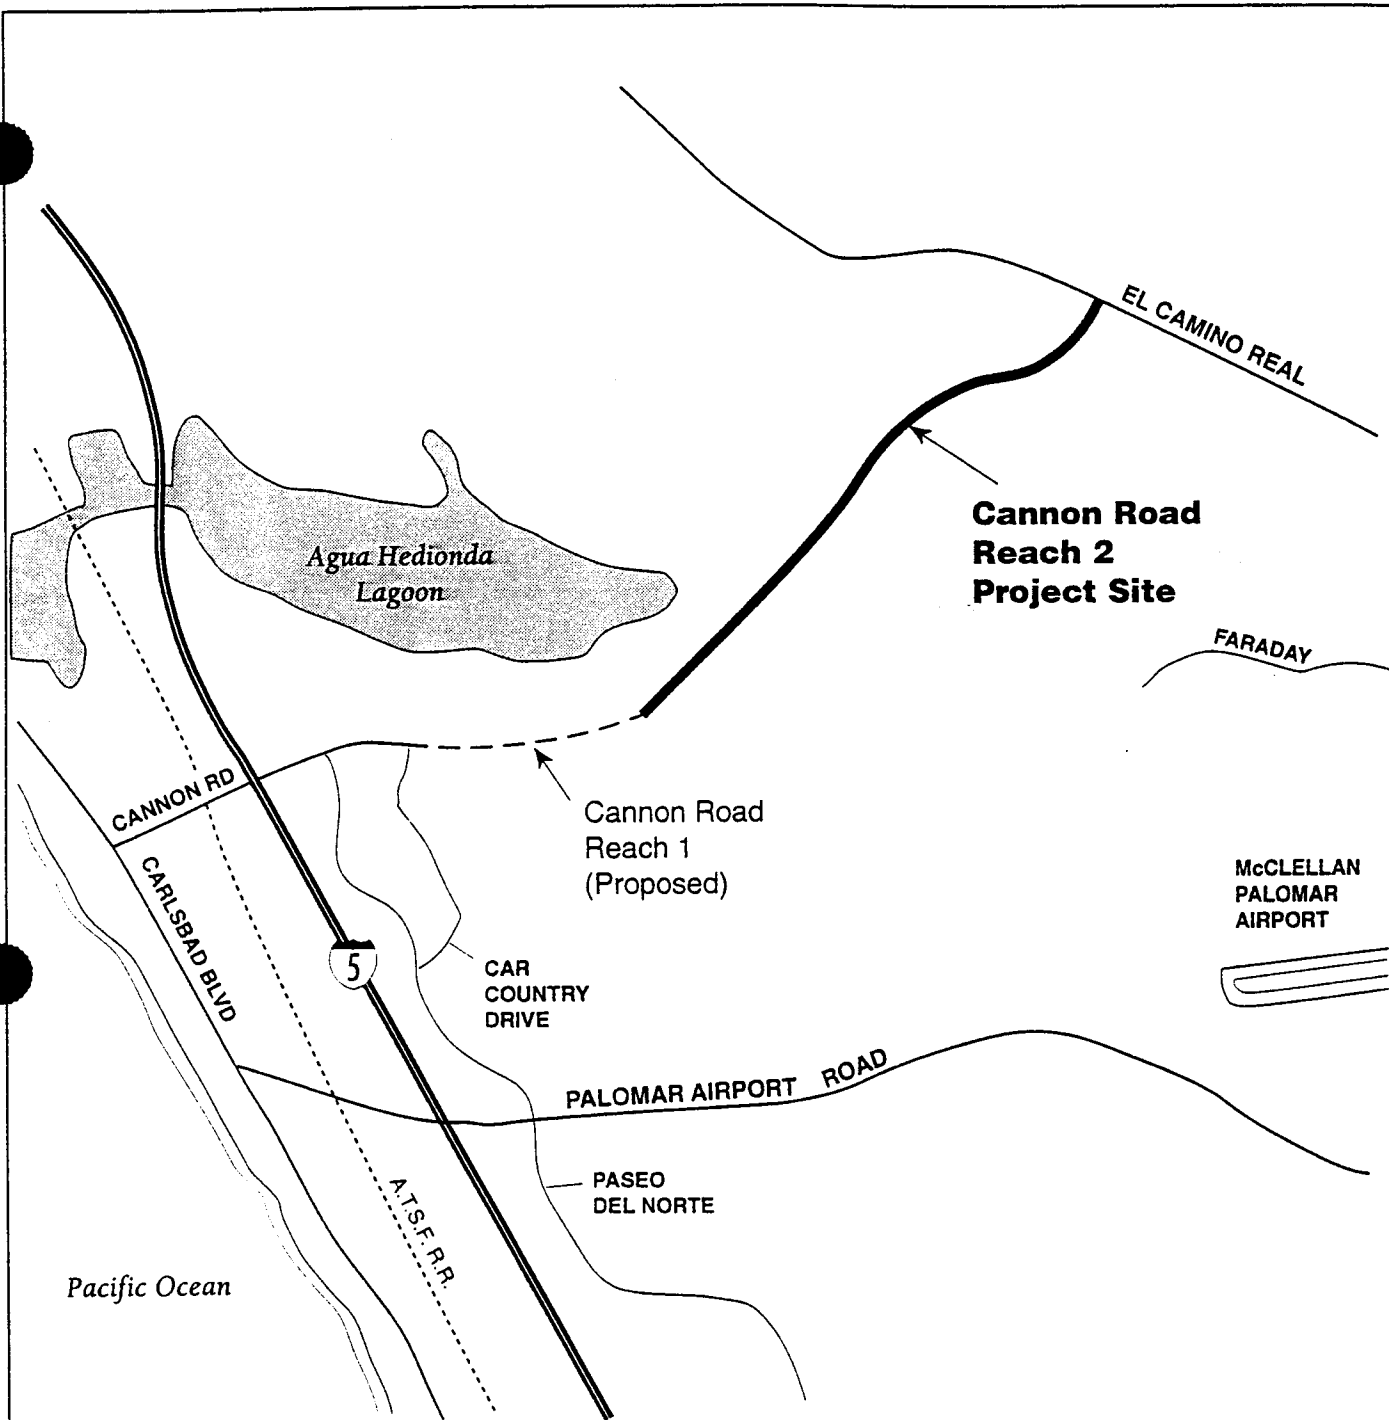 EL CAMINO REAL
Cannon Road
Reach 2
Project Site
Agua Hedionda
Lagoon
FARADAY
CANNON RD
Cannon Road
Reach 1
(Proposed)
McCLELLAN
PALOMAR
AIRPORT
CARLSBAD BLVD
5
CAR
COUNTRY
DRIVE
PALOMAR AIRPORT ROAD
PASEO
DEL NORTE
A.T.S.F. R.R.
Pacific Ocean